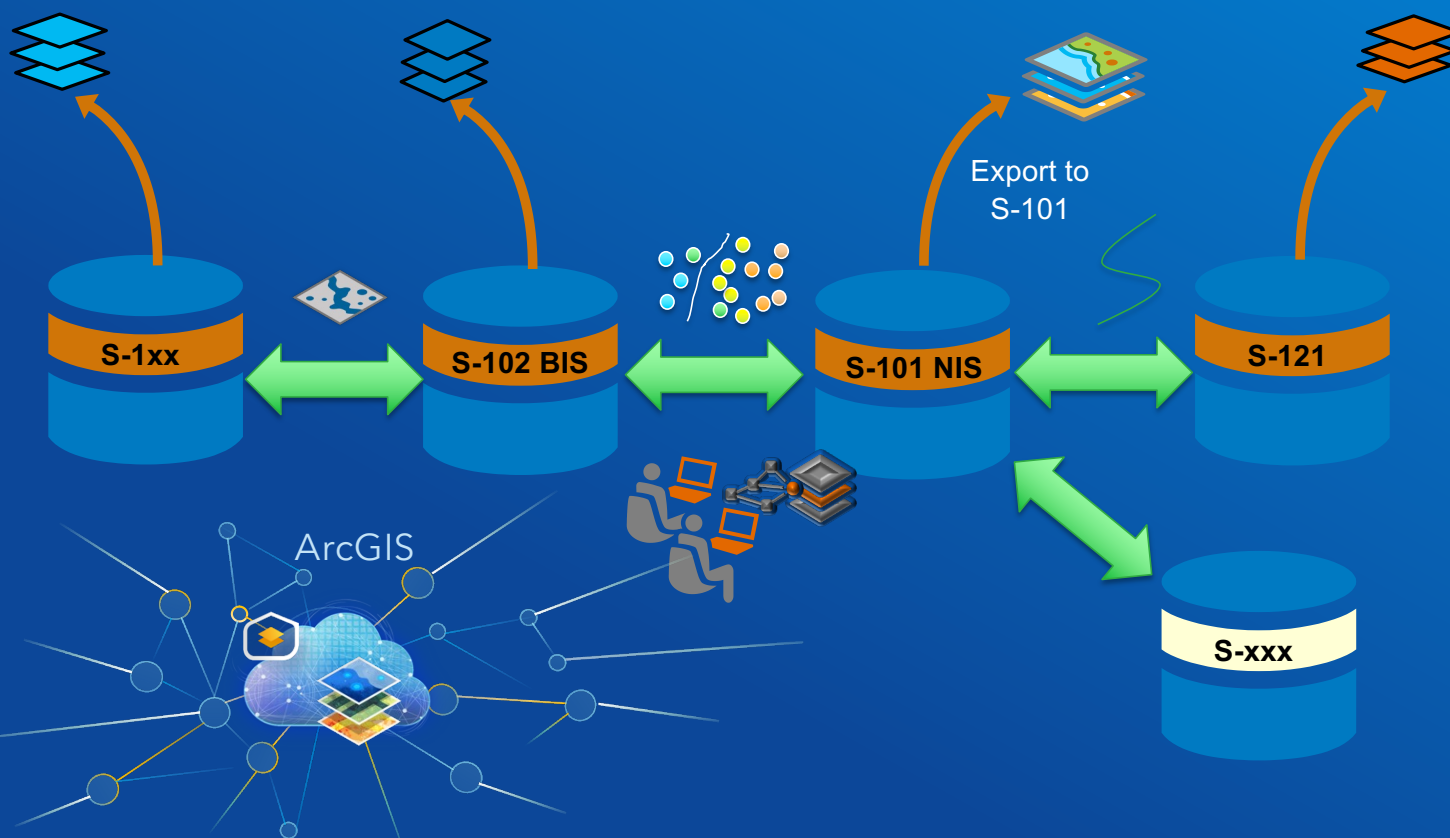 Export to
S-101
S-1xx
S-102 BIS
S-101 NIS
S-121
ArcGIS
S-xxx